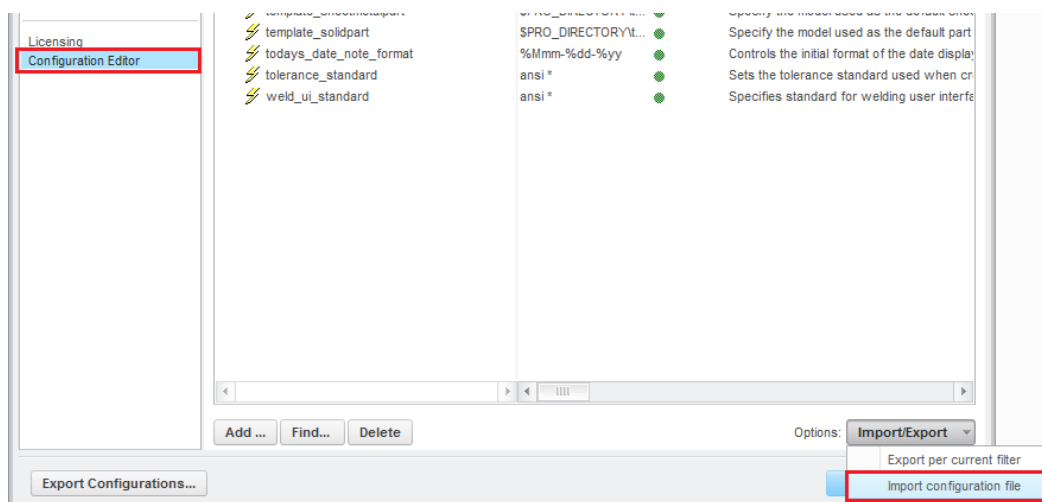 template_solidpart $PRO_DIRECTORY\t... Specify the model used as the default part
Licensing
todays_date_note_format %Mmm-%dd-%yy Controls the initial format of the date display
Configuration Editor
tolerance_standard ansi * Sets the tolerance standard used when cr
weld_ui_standard ansi * Specifies standard for welding user interfa
Add ... Find... Delete Options: Import/Export
Export per current filter
Export Configurations... Import configuration file